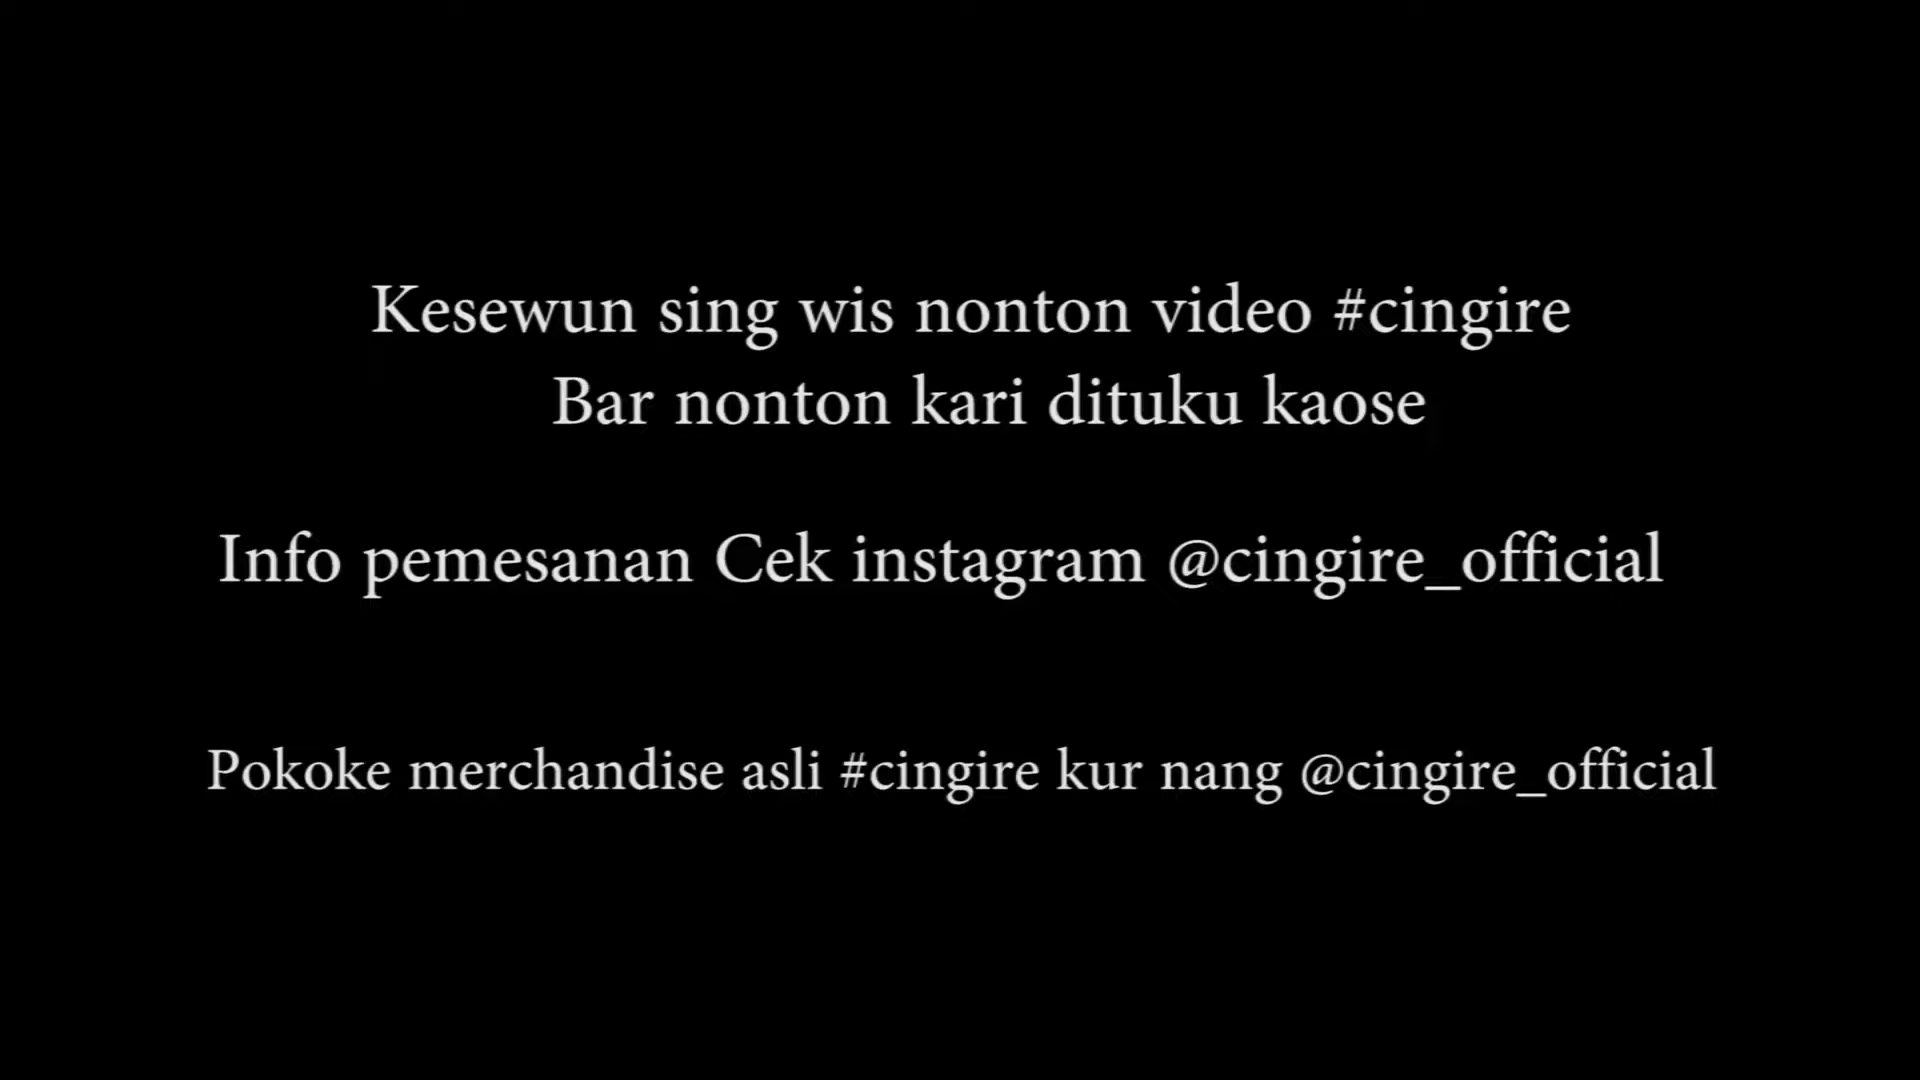 Kesewun sing wis nonton video #cingire
Bar nonton kari dituku kaose
Info pemesanan Cek instagram @cingire_official
Pokoke merchandise asli #cingire kur nang @cingire_official